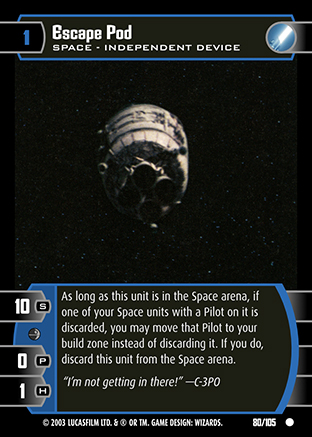 1
Escape Pod
SPACE - INDEPENDENT DEVICE
10 S
0 P
1 H
As long as this unit is in the Space arena, if
one of your Space units with a Pilot on it is
discarded, you may move that Pilot to your
build zone instead of discarding it. If you do,
discard this unit from the Space arena.
“I’m not getting in there!” —C-3PO
© 2003 LUCASFILM LTD. & ® OR TM. GAME DESIGN: WIZARDS. 80/105